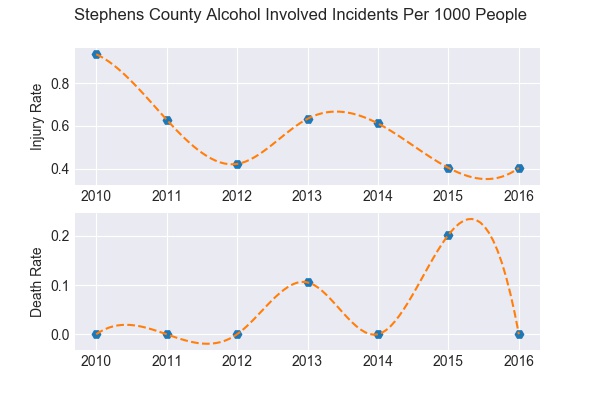 Stephens County Alcohol Involved Incidents Per 1000 People
Injury Rate
0.8
0.6
0.4
2010 2011 2012 2013 2014 2015 2016
Death Rate
0.2
0.1
0.0
2010 2011 2012 2013 2014 2015 2016